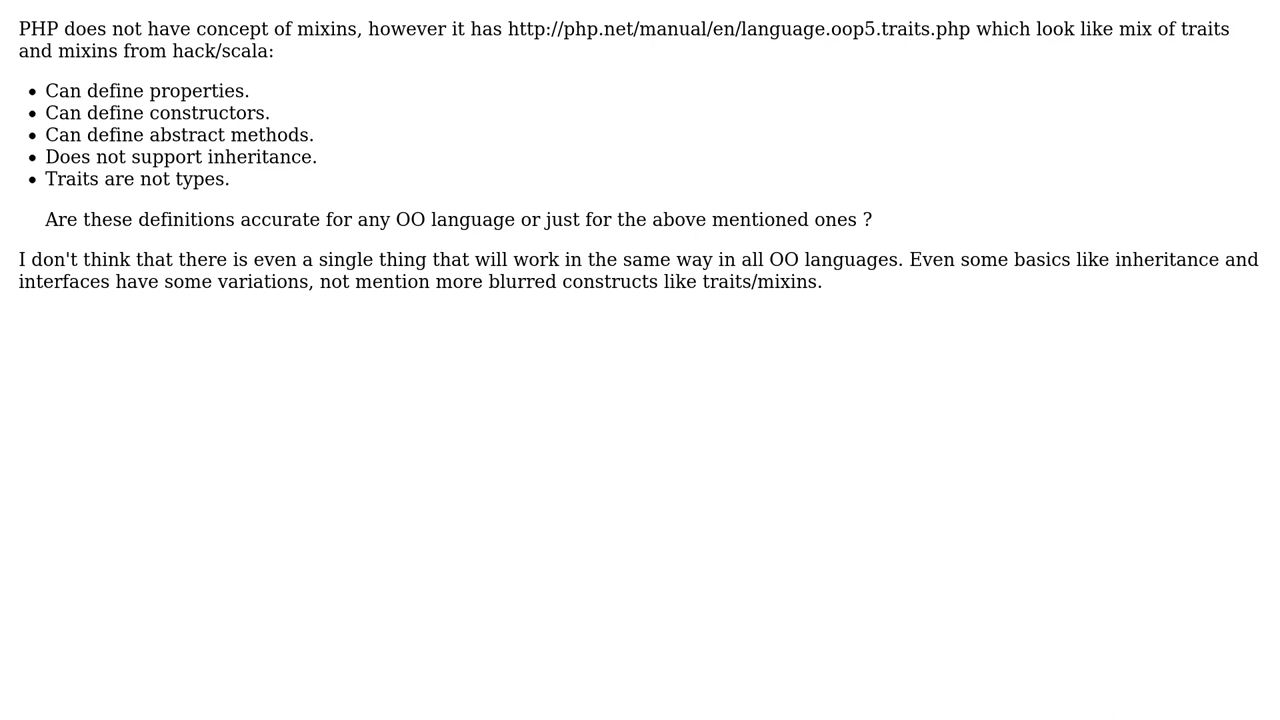 PHP does not have concept of mixins, however it has http://php.net/manual/en/language.oop5.traits.php which look like mix of traits
and mixins from hack/scala:
• Can define properties.
• Can define constructors.
• Can define abstract methods.
• Does not support inheritance.
• Traits are not types.
Are these definitions accurate for any OO language or just for the above mentioned ones ?
I don't think that there is even a single thing that will work in the same way in all OO languages. Even some basics like inheritance and
interfaces have some variations, not mention more blurred constructs like traits/mixins.